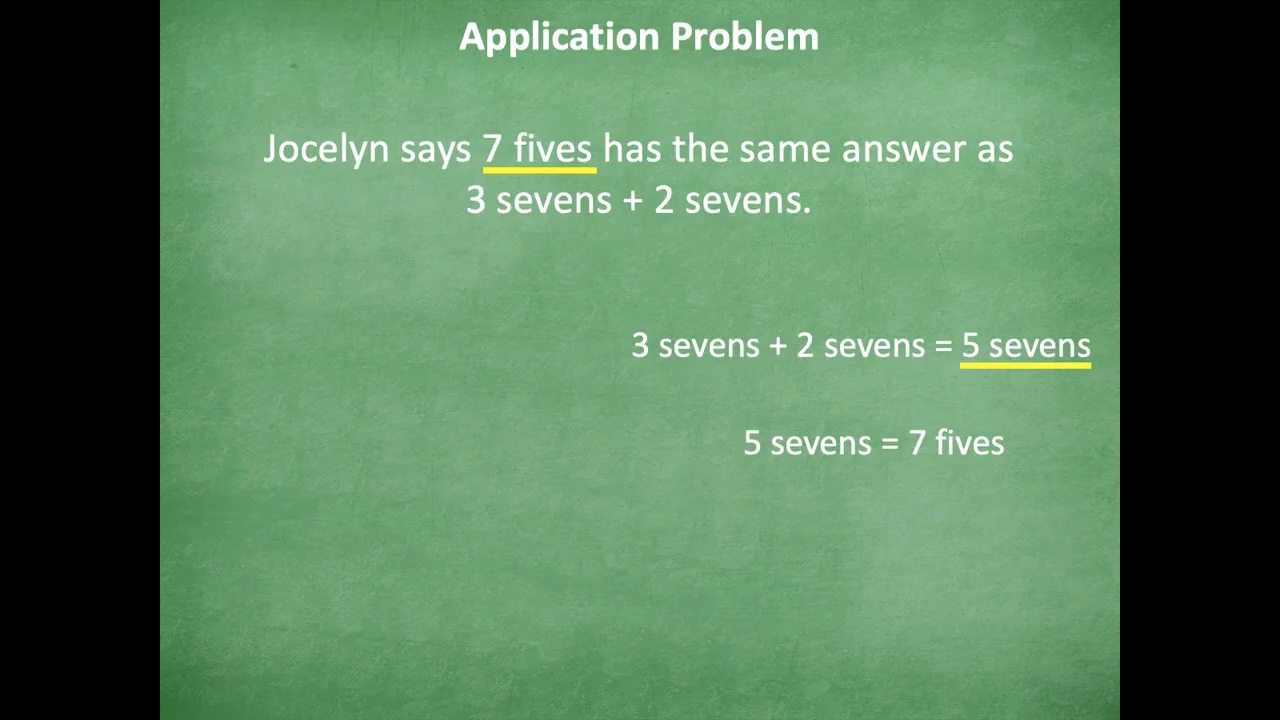 Application Problem
Jocelyn says 7 fives has the same answer as
3 sevens + 2 sevens.
3 sevens + 2 sevens = 5 sevens
5 sevens = 7 fives